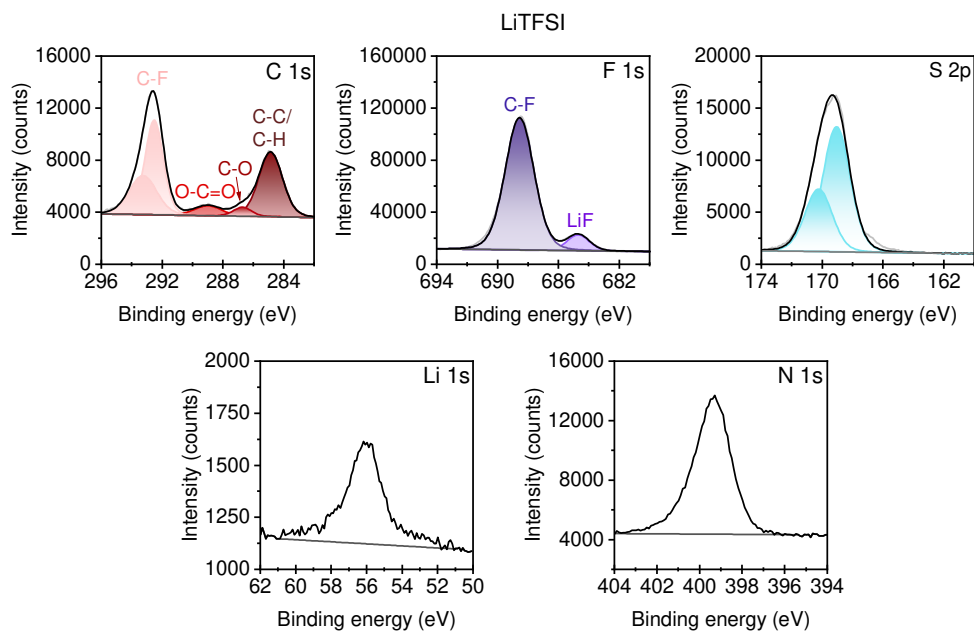 LiTFSI
C 1s
C-F
C-C/
C-H
C-O
O-C=O
16000
12000
8000
4000
0
296 292 288 284
Intensity (counts)
Binding energy (eV)
F 1s
C-F
LiF
160000
120000
80000
40000
0
694 690 686 682
Intensity (counts)
Binding energy (eV)
S 2p
20000
15000
10000
5000
0
174 170 166 162
Intensity (counts)
Binding energy (eV)
Li 1s
2000
1750
1500
1250
1000
62 60 58 56 54 52 50
Intensity (counts)
Binding energy (eV)
N 1s
16000
12000
8000
4000
404 402 400 398 396 394
Intensity (counts)
Binding energy (eV)